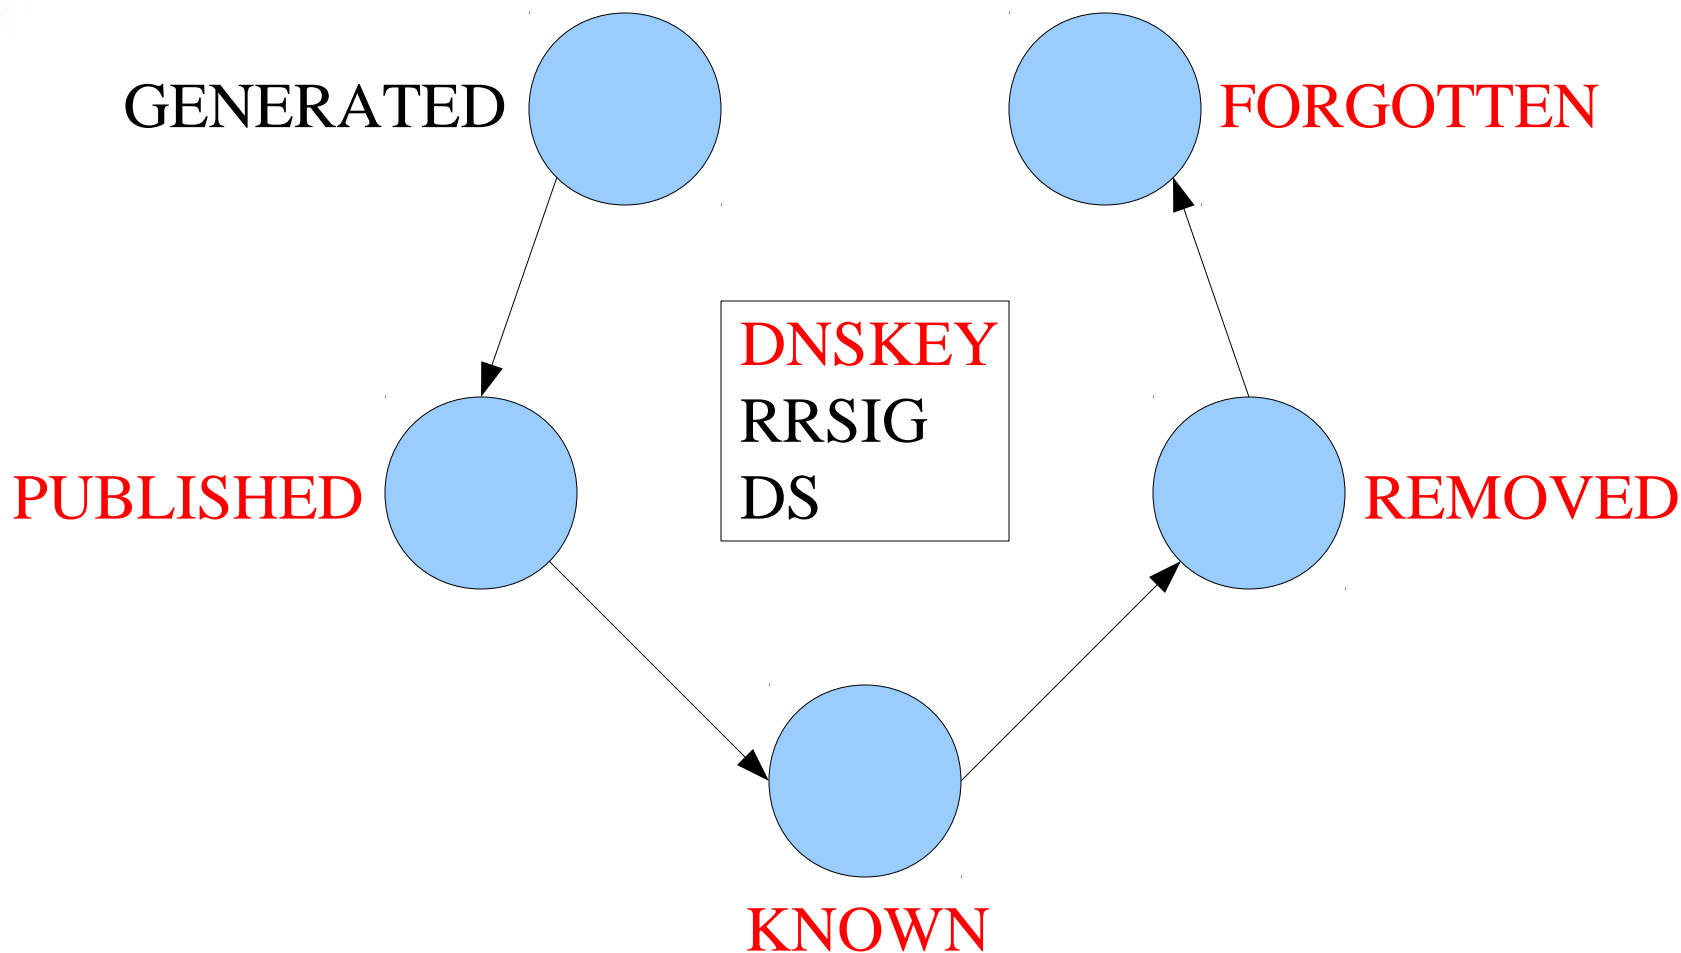 GENERATED
FORGOTTEN
DNSKEY
RRSIG
DS
PUBLISHED
REMOVED
KNOWN